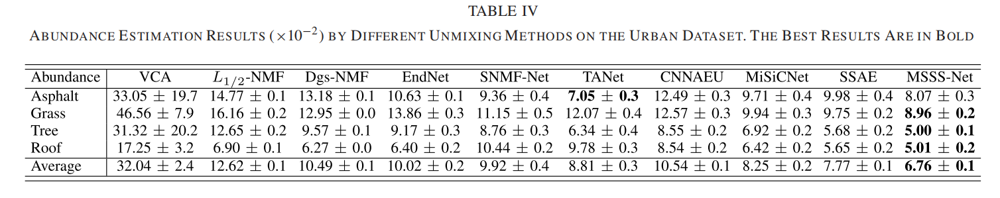 TABLE IV
ABUNDANCE ESTIMATION RESULTS (×10⁻²) BY DIFFERENT UNMIXING METHODS ON THE URBAN DATASET. THE BEST RESULTS ARE IN BOLD
Abundance VCA L₁/₂-NMF Dgs-NMF EndNet SNMF-Net TANet CNNAEU MiSiCNet SSAE MSSS-Net
Asphalt 33.05 ± 19.7 14.77 ± 0.1 13.18 ± 0.1 10.63 ± 0.1 9.36 ± 0.4 7.05 ± 0.3 12.49 ± 0.3 9.71 ± 0.4 9.98 ± 0.4 8.07 ± 0.3
Grass 46.56 ± 7.9 16.16 ± 0.2 12.95 ± 0.0 13.86 ± 0.3 11.15 ± 0.5 12.07 ± 0.4 12.57 ± 0.3 9.94 ± 0.3 9.75 ± 0.2 8.96 ± 0.2
Tree 31.32 ± 20.2 12.65 ± 0.2 9.57 ± 0.1 9.17 ± 0.3 8.76 ± 0.3 6.34 ± 0.4 8.55 ± 0.2 6.92 ± 0.2 5.68 ± 0.2 5.00 ± 0.1
Roof 17.25 ± 3.2 6.90 ± 0.1 6.27 ± 0.0 6.40 ± 0.2 10.44 ± 0.2 9.78 ± 0.3 8.54 ± 0.2 6.42 ± 0.2 5.65 ± 0.2 5.01 ± 0.2
Average 32.04 ± 2.4 12.62 ± 0.1 10.49 ± 0.1 10.02 ± 0.2 9.92 ± 0.4 8.81 ± 0.3 10.54 ± 0.1 8.25 ± 0.2 7.77 ± 0.1 6.76 ± 0.1